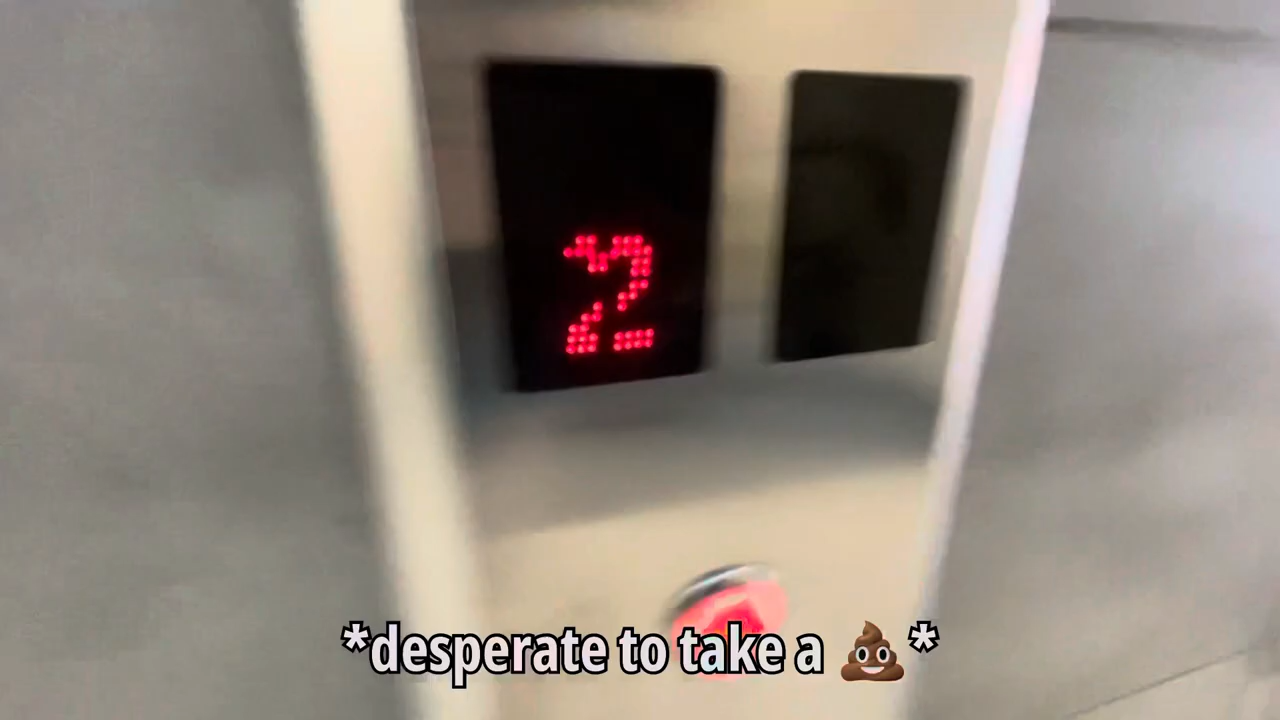 2
*desperate to take a 💩*